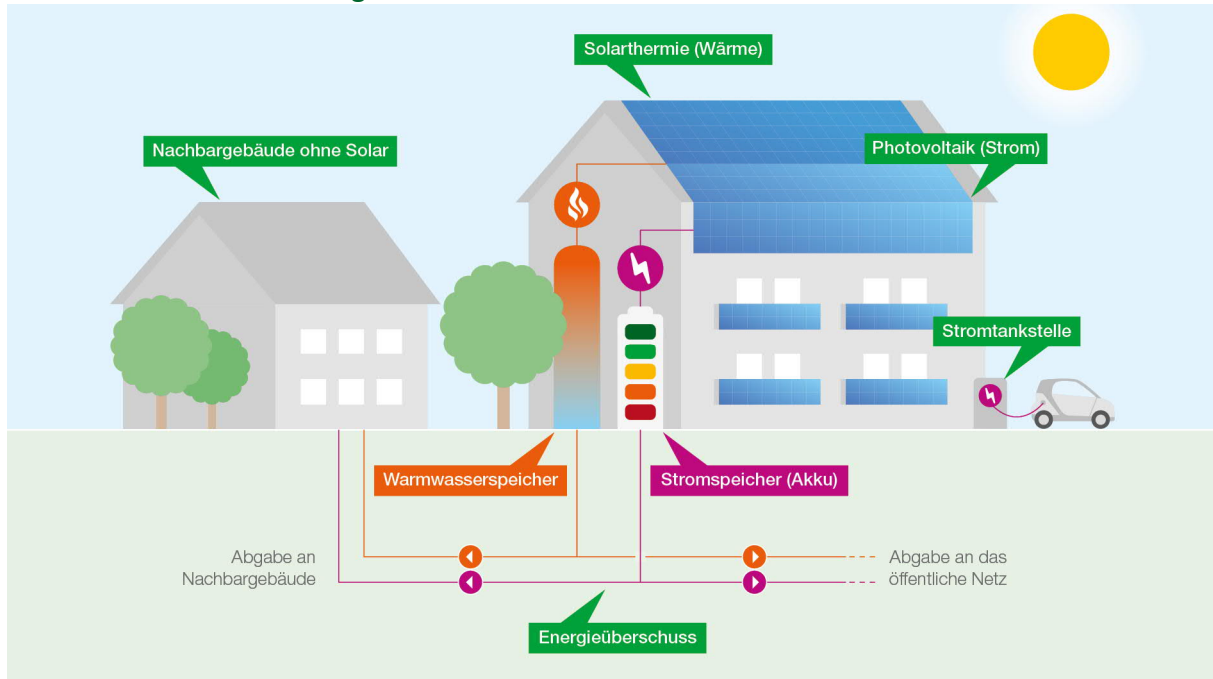 Solarthermie (Wärme)
Nachbargebäude ohne Solar
Photovoltaik (Strom)
Stromtankstelle
Warmwasserspeicher
Stromspeicher (Akku)
Abgabe an
Nachbargebäude
Abgabe an das
öffentliche Netz
Energieüberschuss